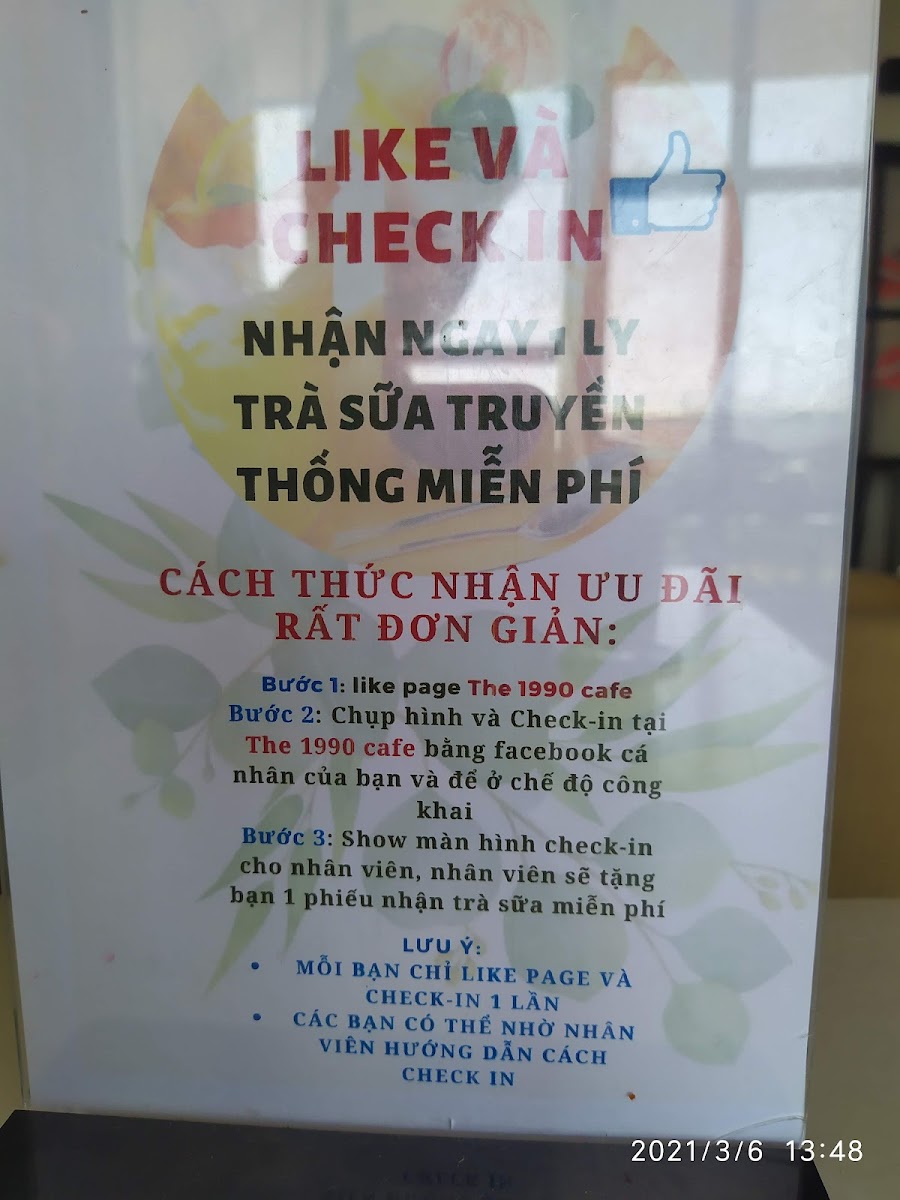 LIKE VÀ
CHECK IN
NHẬN NGAY 1 LY
TRÀ SỮA TRUYỀN
THỐNG MIỄN PHÍ
CÁCH THỨC NHẬN ƯU ĐÃI
RẤT ĐƠN GIẢN:
Bước 1: like page The 1990 cafe
Bước 2: Chụp hình và Check-in tại
The 1990 cafe bằng facebook cá
nhân của bạn và để ở chế độ công
khai
Bước 3: Show màn hình check-in
cho nhân viên, nhân viên sẽ tặng
bạn 1 phiếu nhận trà sữa miễn phí
LƯU Ý:
• MỖI BẠN CHỈ LIKE PAGE VÀ
CHECK-IN 1 LẦN
• CÁC BẠN CÓ THỂ NHỜ NHÂN
VIÊN HƯỚNG DẪN CÁCH
CHECK IN
2021/3/6 13:48
CHECK IN